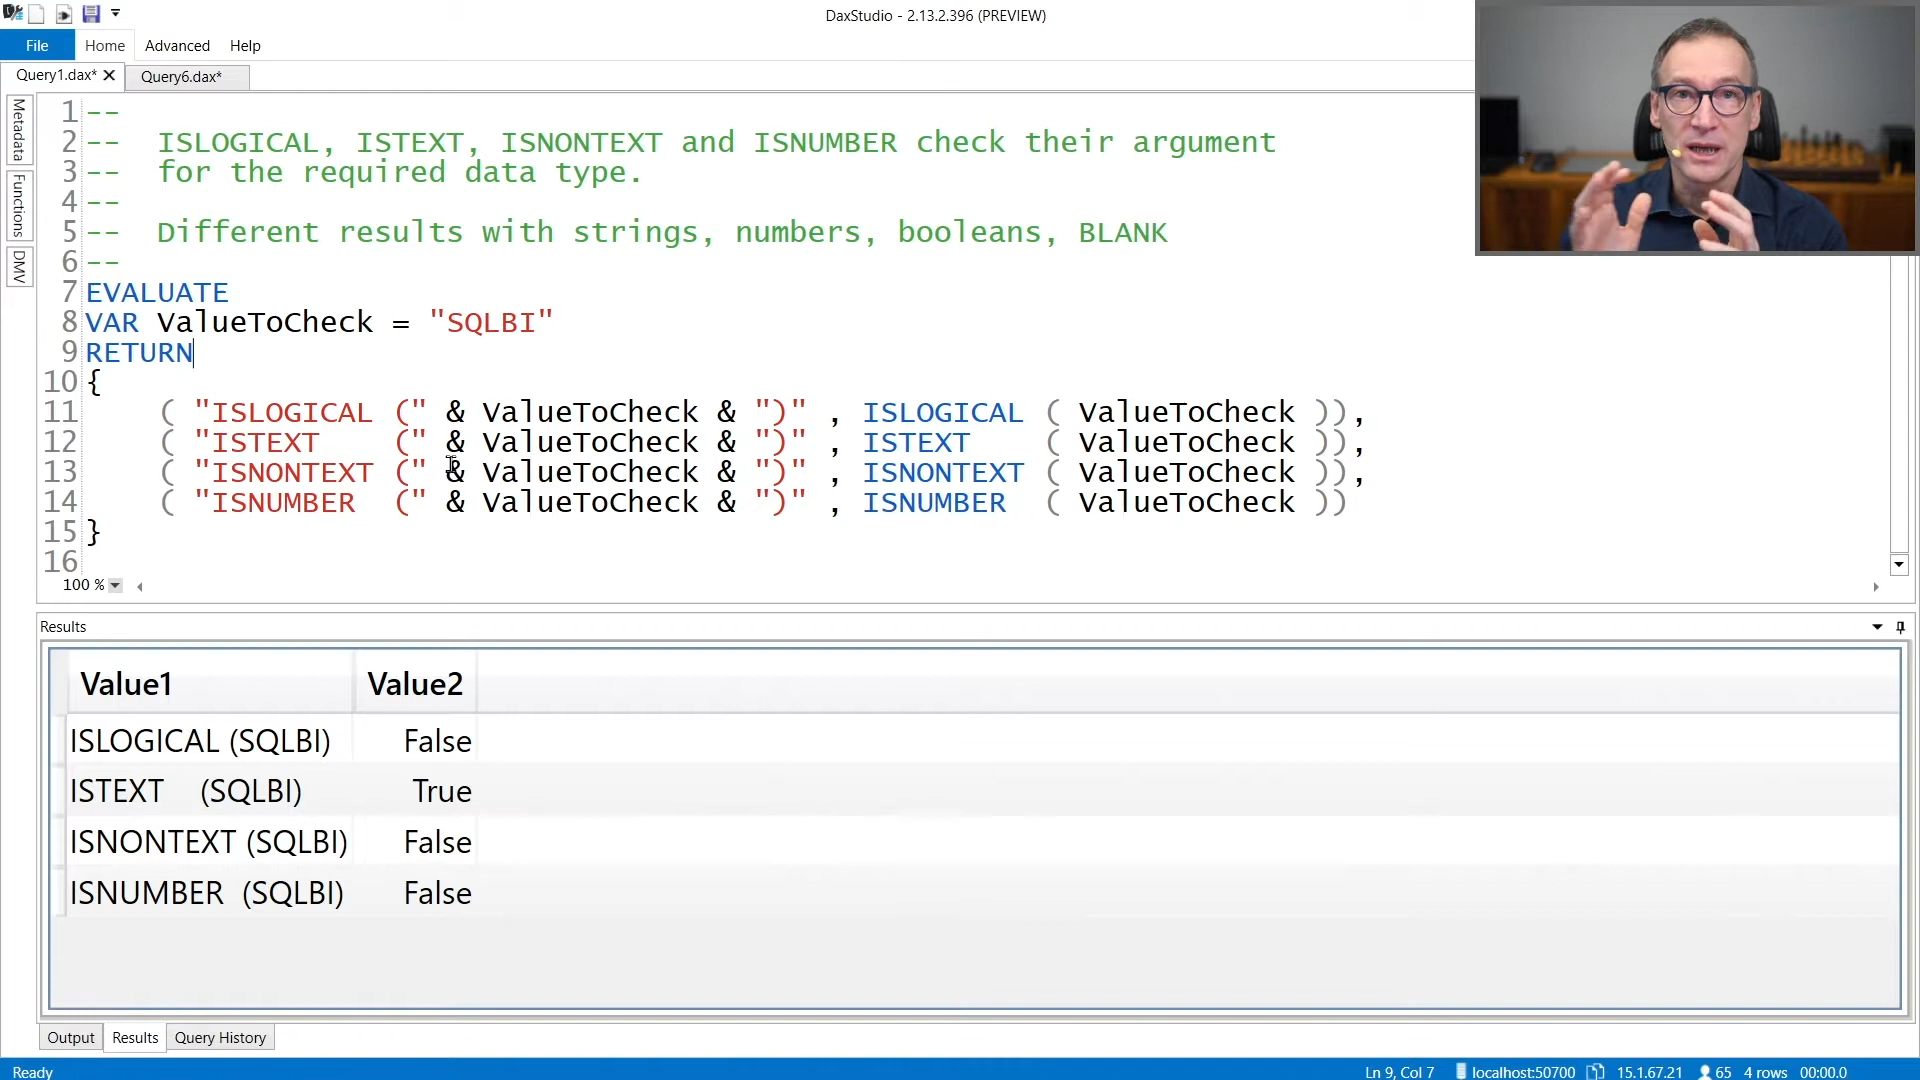 DaxStudio - 2.13.2.396 (PREVIEW)
File Home Advanced Help
Query1.dax* Query6.dax*
Metadata
Functions
DMV
1 --
2 --  ISLOGICAL, ISTEXT, ISNONTEXT and ISNUMBER check their argument
3 --  for the required data type.
4 --
5 --  Different results with strings, numbers, booleans, BLANK
6 --
7 EVALUATE
8 VAR ValueToCheck = "SQLBI"
9 RETURN
10 {
11     ( "ISLOGICAL (" & ValueToCheck & ")" , ISLOGICAL ( ValueToCheck )),
12     ( "ISTEXT    (" & ValueToCheck & ")" , ISTEXT    ( ValueToCheck )),
13     ( "ISNONTEXT (" & ValueToCheck & ")" , ISNONTEXT ( ValueToCheck )),
14     ( "ISNUMBER  (" & ValueToCheck & ")" , ISNUMBER  ( ValueToCheck ))
15 }
16
100 %
Results
Value1 Value2
ISLOGICAL (SQLBI) False
ISTEXT    (SQLBI) True
ISNONTEXT (SQLBI) False
ISNUMBER  (SQLBI) False
Output Results Query History
Ready Ln 9, Col 7 localhost:50700 15.1.67.21 65 4 rows 00:00.0